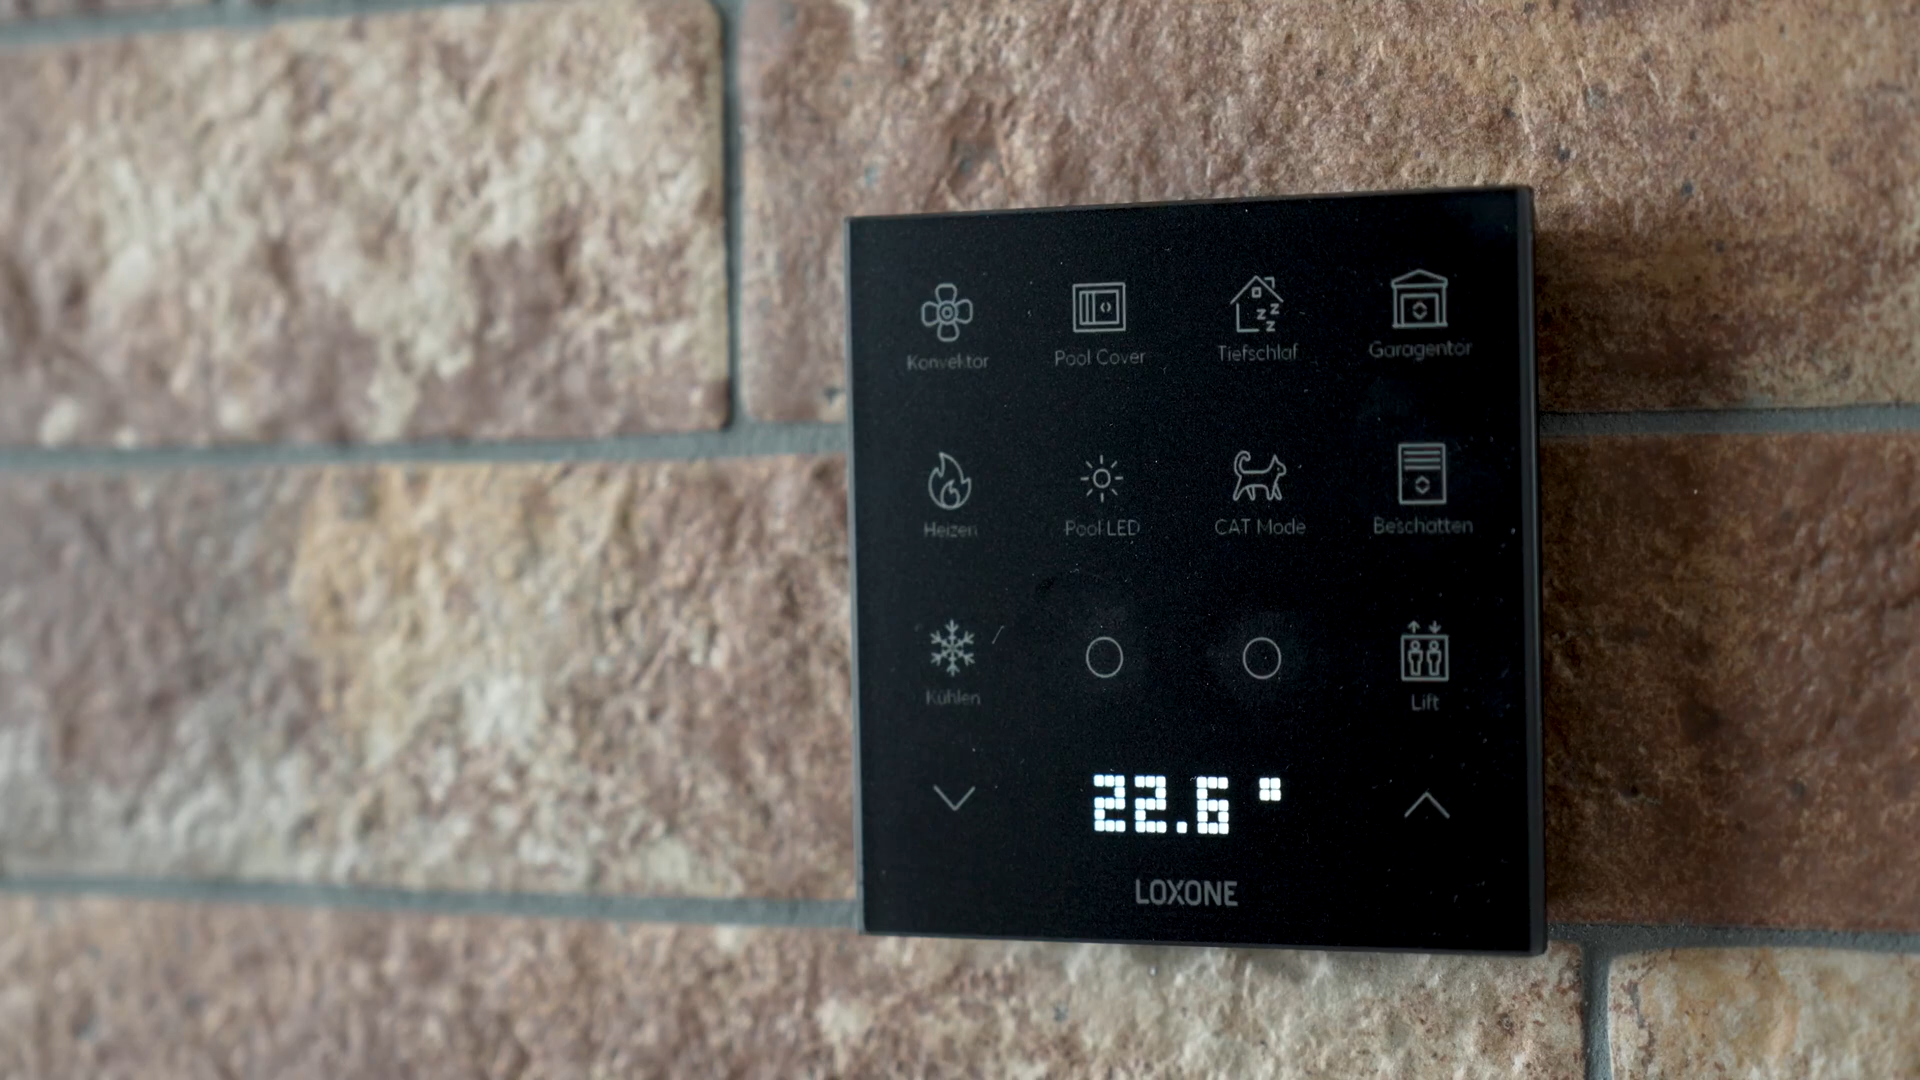 Konvektor Pool Cover Tiefschlaf Garagentor
Heizen Pool LED CAT Mode Beschatten
Kühlen Lift
22.6 °
LOXONE